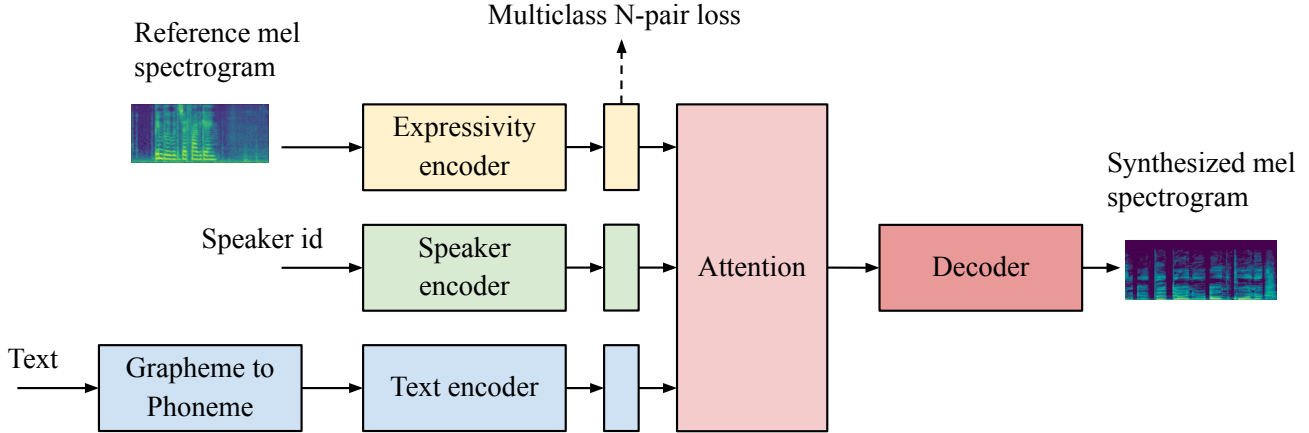 Multiclass N-pair loss
Reference mel
spectrogram
Expressivity
encoder
Synthesized mel
spectrogram
Speaker id
Speaker
encoder
Attention
Decoder
Text
Grapheme to
Phoneme
Text encoder